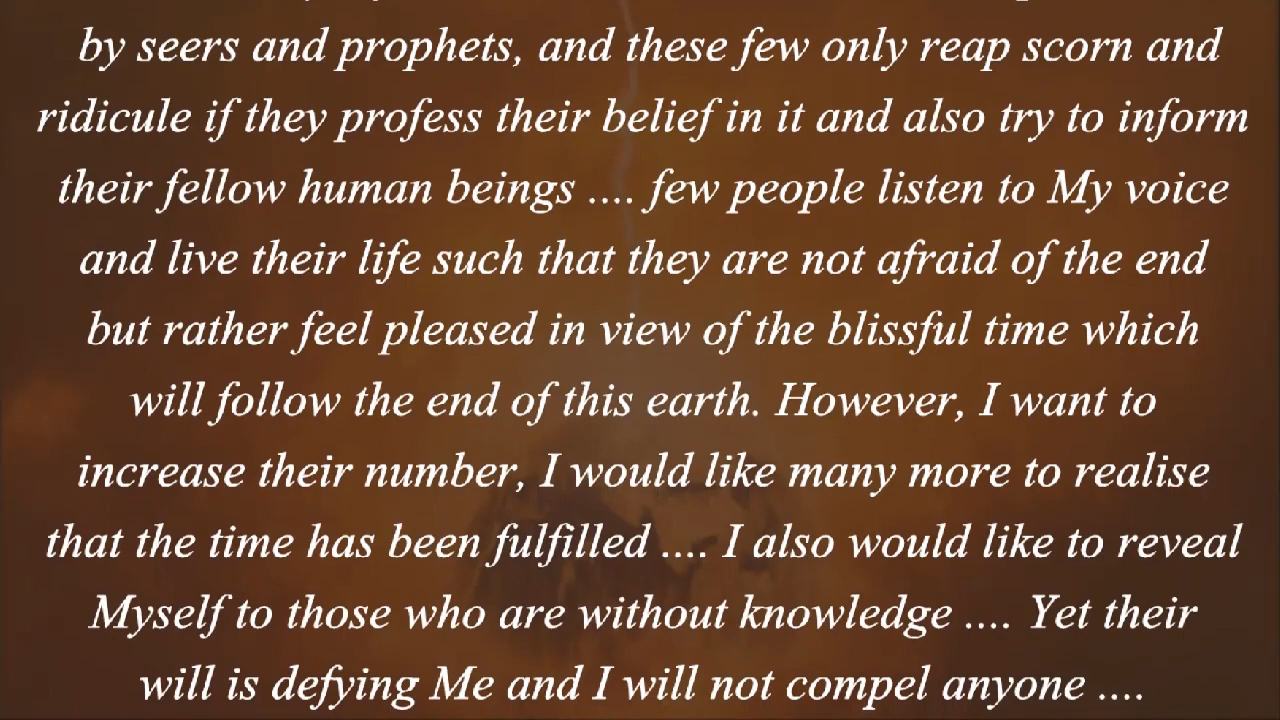 by seers and prophets, and these few only reap scorn and
ridicule if they profess their belief in it and also try to inform
their fellow human beings .... few people listen to My voice
and live their life such that they are not afraid of the end
but rather feel pleased in view of the blissful time which
will follow the end of this earth. However, I want to
increase their number, I would like many more to realise
that the time has been fulfilled .... I also would like to reveal
Myself to those who are without knowledge .... Yet their
will is defying Me and I will not compel anyone ....